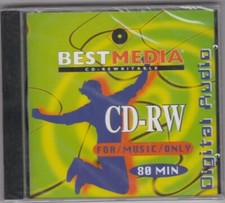 BESTMEDIA
CD-REWRITABLE
CD-RW
FOR/MUSIC/ONLY
80 MIN
Digital Audio